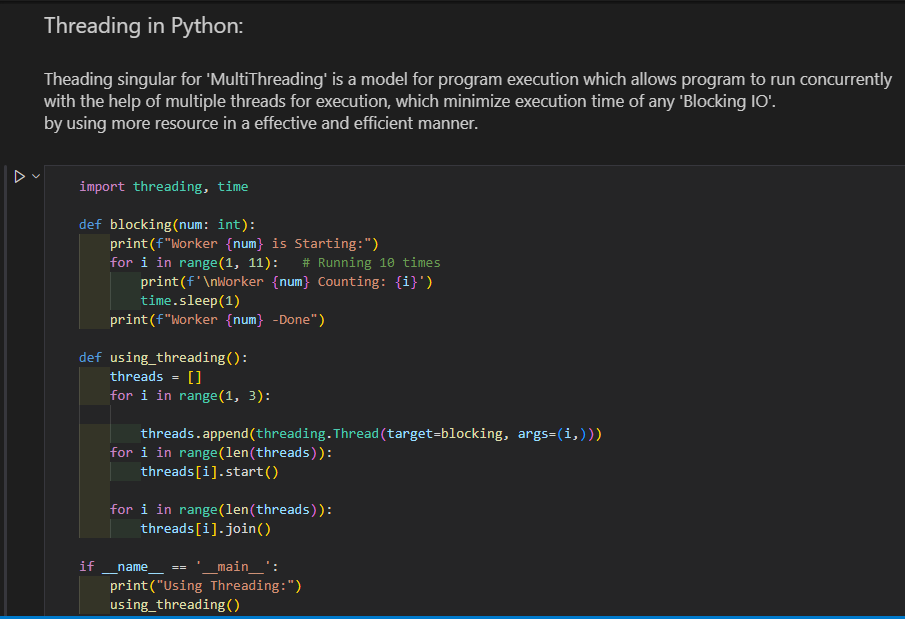 Threading in Python:
Theading singular for 'MultiThreading' is a model for program execution which allows program to run concurrently
with the help of multiple threads for execution, which minimize execution time of any 'Blocking IO'.
by using more resource in a effective and efficient manner.
import threading, time
def blocking(num: int):
    print(f"Worker {num} is Starting:")
    for i in range(1, 11):   # Running 10 times
        print(f'\nWorker {num} Counting: {i}')
        time.sleep(1)
    print(f"Worker {num} -Done")
def using_threading():
    threads = []
    for i in range(1, 3):
        threads.append(threading.Thread(target=blocking, args=(i,)))
    for i in range(len(threads)):
        threads[i].start()
    for i in range(len(threads)):
        threads[i].join()
if __name__ == '__main__':
    print("Using Threading:")
    using_threading()